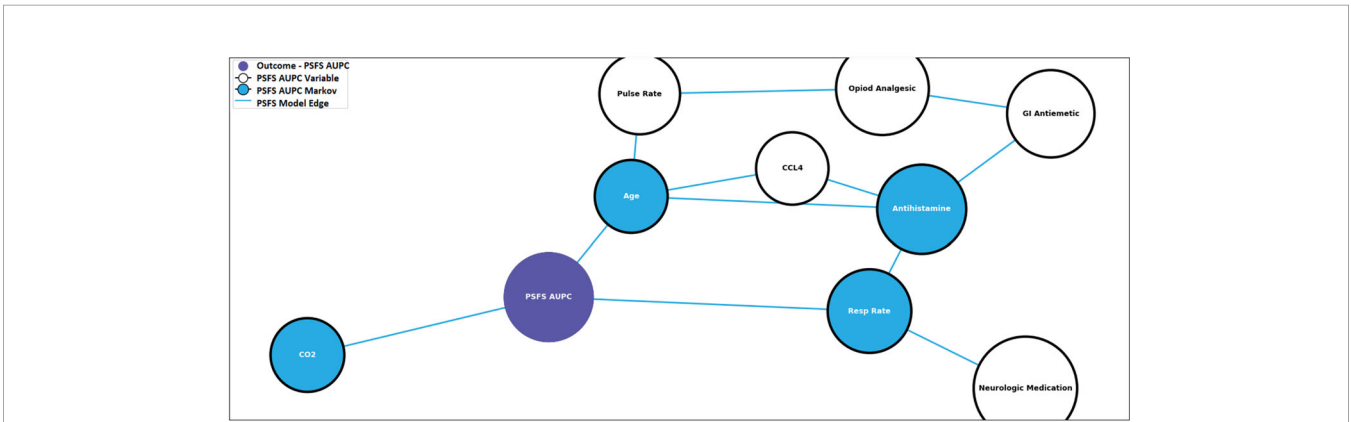 Outcome - PSFS AUPC
PSFS AUPC Variable
PSFS AUPC Markov
PSFS Model Edge
Pulse Rate
Opiod Analgesic
GI Antiemetic
CCL4
Age
Antihistamine
PSFS AUPC
Resp Rate
CO2
Neurologic Medication